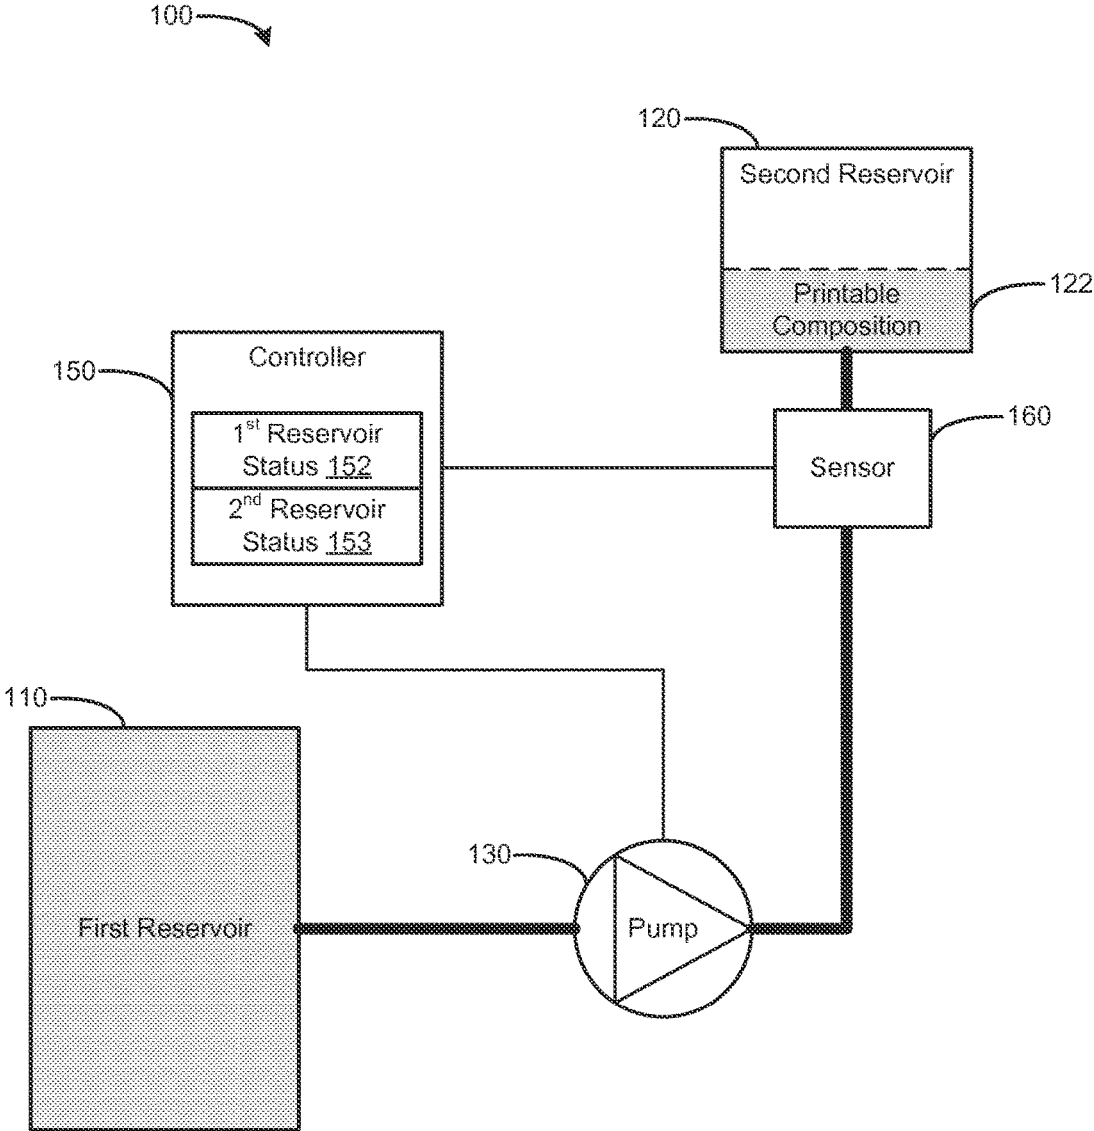 100
120
Second Reservoir
Printable
Composition
122
150
Controller
1st Reservoir
Status 152
2nd Reservoir
Status 153
160
Sensor
110
First Reservoir
130
Pump